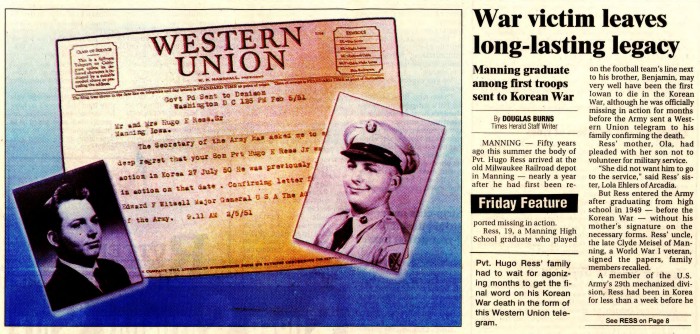 CLASS OF SERVICE
WESTERN
UNION
W. P. MARSHALL, PRESIDENT
SYMBOLS
Govt Pd Sent to Denison
Washington D C 125 PM Feb 5/51
Mr and Mrs Hugo E Ress,Sr
Manning Iowa.
The Secretary of the Army has asked me to
deep regret that your Son Pvt Hugo E Ress Jr
action in Korea 27 July 50 He was previously
in action on that date . Confirming letter
Edward F Witsell Major General U S A The
of the Army. 9.11 AM 2/5/51
War victim leaves
long-lasting legacy
Manning graduate
among first troops
sent to Korean War
By DOUGLAS BURNS
Times Herald Staff Writer
MANNING — Fifty years
ago this summer the body of
Pvt. Hugo Ress arrived at the
old Milwaukee Railroad depot
in Manning — nearly a year
after he had first been re-
Friday Feature
ported missing in action.
Ress, 19, a Manning High
School graduate who played
Pvt. Hugo Ress' family
had to wait for agoniz-
ing months to get the fi-
nal word on his Korean
War death in the form of
this Western Union tele-
gram.
on the football team's line next
to his brother, Benjamin, may
very well have been the first
Iowan to die in the Korean
War, although he was officially
missing in action for months
before the Army sent a West-
ern Union telegram to his
family confirming the death.
Ress' mother, Ola, had
pleaded with her son not to
volunteer for military service.
"She did not want him to go
to the service," said Ress' sis-
ter, Lola Ehlers of Arcadia.
But Ress entered the Army
after graduating from high
school in 1949 — before the
Korean War — without his
mother's signature on the
necessary forms. Ress' uncle,
the late Clyde Meisel of Man-
ning, a World War I veteran,
signed the papers, family
members recalled.
A member of the U.S.
Army's 29th mechanized divi-
sion, Ress had been in Korea
for less than a week before he
See RESS on Page 8